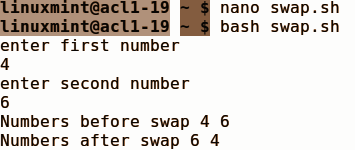 linuxmint@acl1-19 ~ $ nano swap.sh
linuxmint@acl1-19 ~ $ bash swap.sh
enter first number
4
enter second number
6
Numbers before swap 4 6
Numbers after swap 6 4